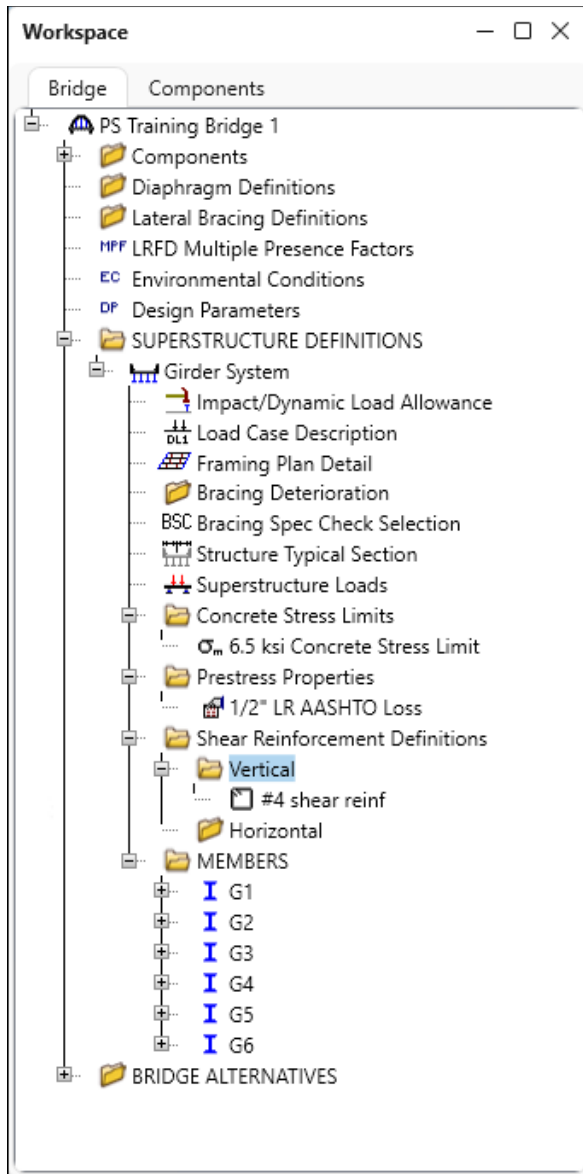 Workspace
Bridge Components
PS Training Bridge 1
Components
Diaphragm Definitions
Lateral Bracing Definitions
MPF LRFD Multiple Presence Factors
EC Environmental Conditions
DP Design Parameters
SUPERSTRUCTURE DEFINITIONS
Girder System
Impact/Dynamic Load Allowance
DL1 Load Case Description
Framing Plan Detail
Bracing Deterioration
BSC Bracing Spec Check Selection
Structure Typical Section
Superstructure Loads
Concrete Stress Limits
σm 6.5 ksi Concrete Stress Limit
Prestress Properties
1/2" LR AASHTO Loss
Shear Reinforcement Definitions
Vertical
#4 shear reinf
Horizontal
MEMBERS
G1
G2
G3
G4
G5
G6
BRIDGE ALTERNATIVES